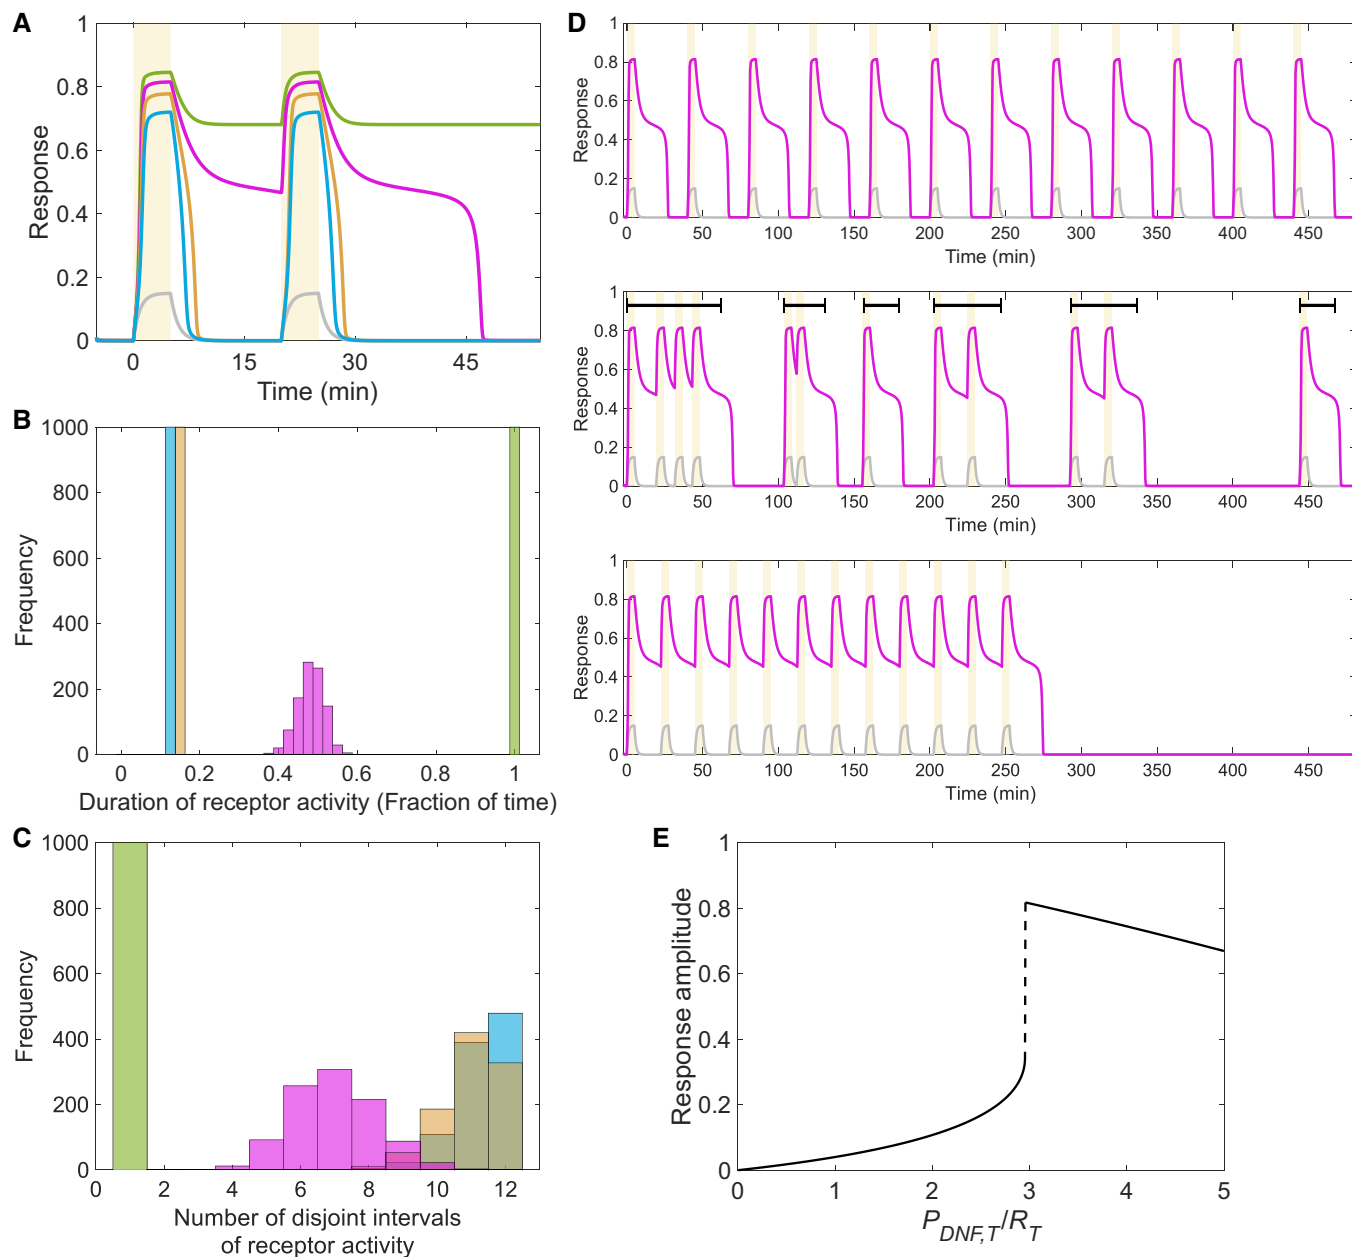 A
1
0.8
0.6
0.4
0.2
0
Response
0 15 30 45
Time (min)
B
1000
800
600
400
200
0
Frequency
0 0.2 0.4 0.6 0.8 1
Duration of receptor activity (Fraction of time)
C
1000
800
600
400
200
0
Frequency
0 2 4 6 8 10 12
Number of disjoint intervals
of receptor activity
D
1
0.8
0.6
0.4
0.2
0
Response
0 50 100 150 200 250 300 350 400 450
Time (min)
1
0.8
0.6
0.4
0.2
0
Response
0 50 100 150 200 250 300 350 400 450
Time (min)
1
0.8
0.6
0.4
0.2
0
Response
0 50 100 150 200 250 300 350 400 450
Time (min)
E
1
0.8
0.6
0.4
0.2
0
Response amplitude
0 1 2 3 4 5
P_DNF,T/R_T